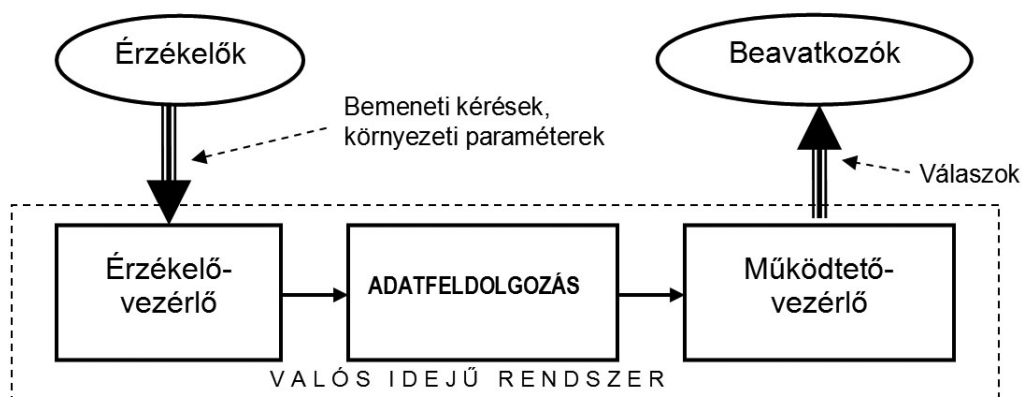 Érzékelők
Beavatkozók
Bemeneti kérések,
környezeti paraméterek
Válaszok
Érzékelő-
vezérlő
ADATFELDOLGOZÁS
Működtető-
vezérlő
VALÓS IDEJŰ RENDSZER